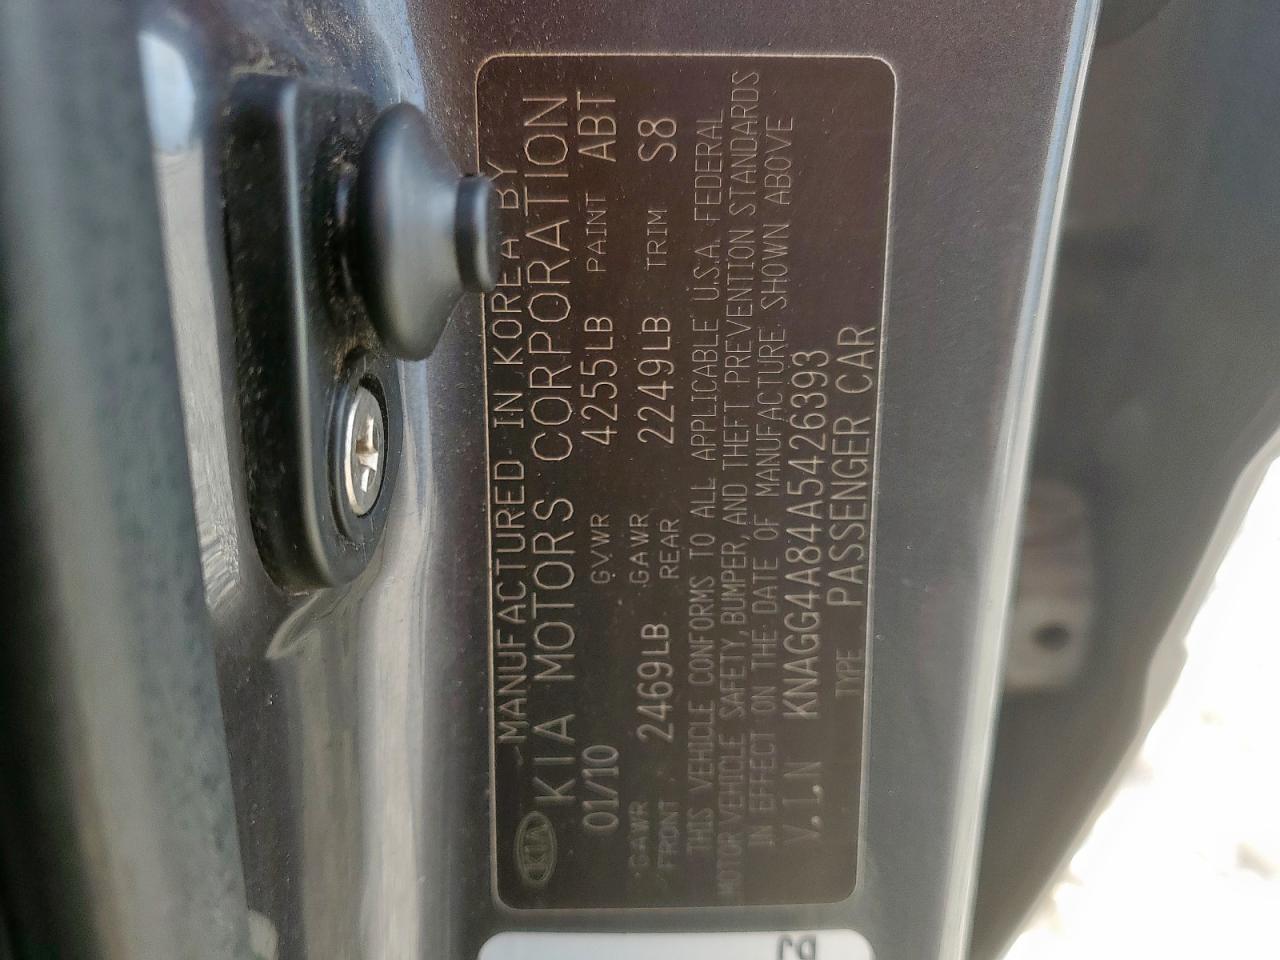 KIA
MANUFACTURED IN KOREA BY
KIA MOTORS CORPORATION
01/10 GVWR 4255LB PAINT ABT
GAWR FRONT 2469LB GAWR REAR 2249LB TRIM S8
THIS VEHICLE CONFORMS TO ALL APPLICABLE U.S.A. FEDERAL
MOTOR VEHICLE SAFETY, BUMPER, AND THEFT PREVENTION STANDARDS
IN EFFECT ON THE DATE OF MANUFACTURE SHOWN ABOVE
V.I.N KNAGG4A84A5426393
TYPE PASSENGER CAR